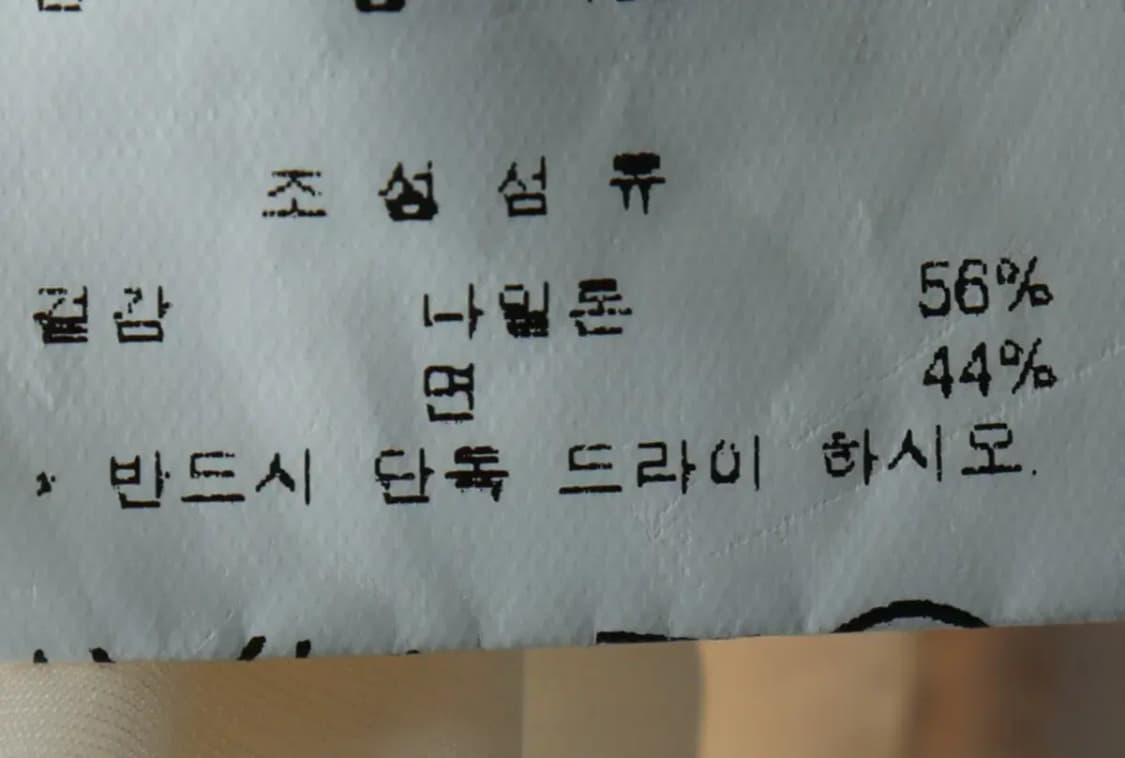 조성섬유
겉감 나일론 56%
면 44%
* 반드시 단독 드라이 하시오.